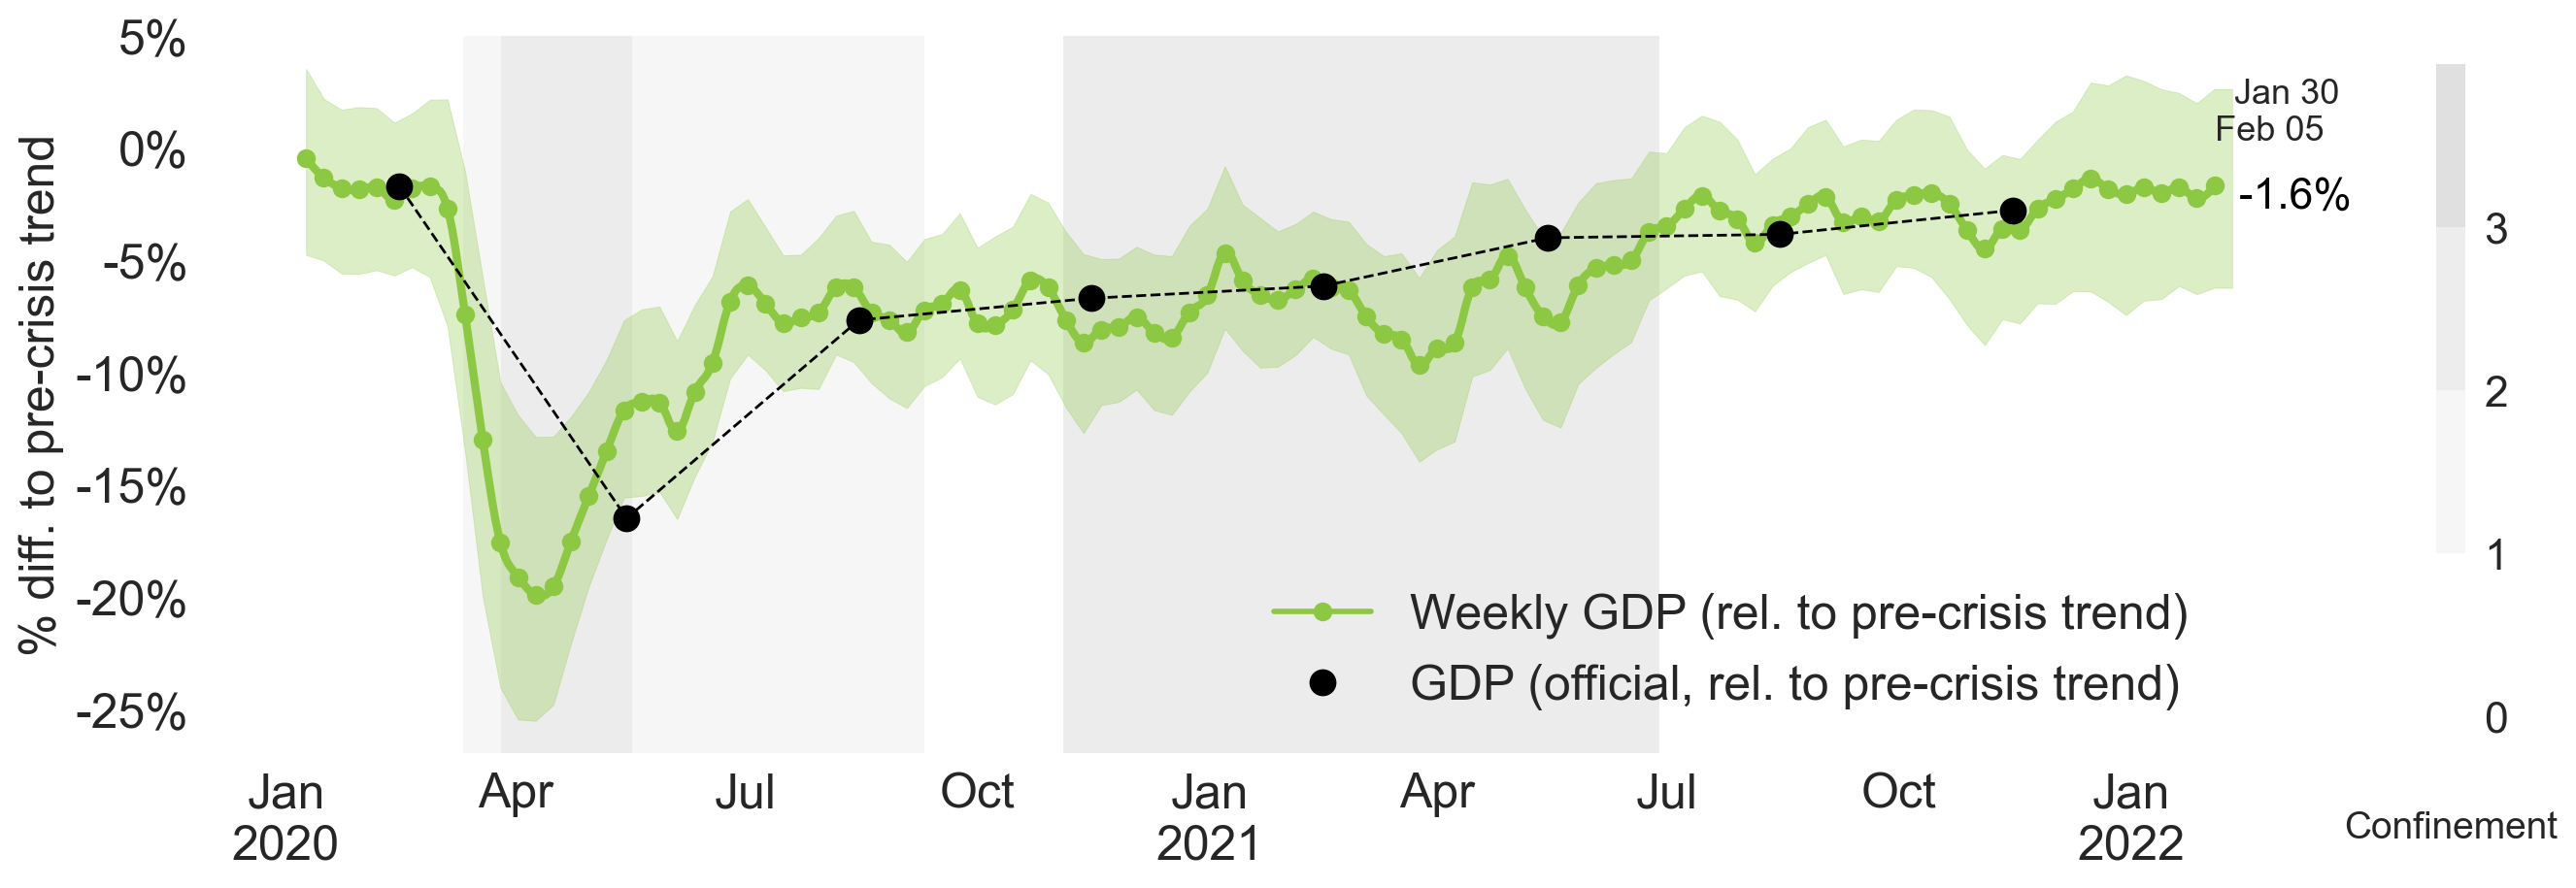 % diff. to pre-crisis trend
5%
0%
-5%
-10%
-15%
-20%
-25%
Jan 30
Feb 05
-1.6%
Weekly GDP (rel. to pre-crisis trend)
GDP (official, rel. to pre-crisis trend)
Jan Apr Jul Oct Jan Apr Jul Oct Jan
2020 2021 2022
3
2
1
0
Confinement